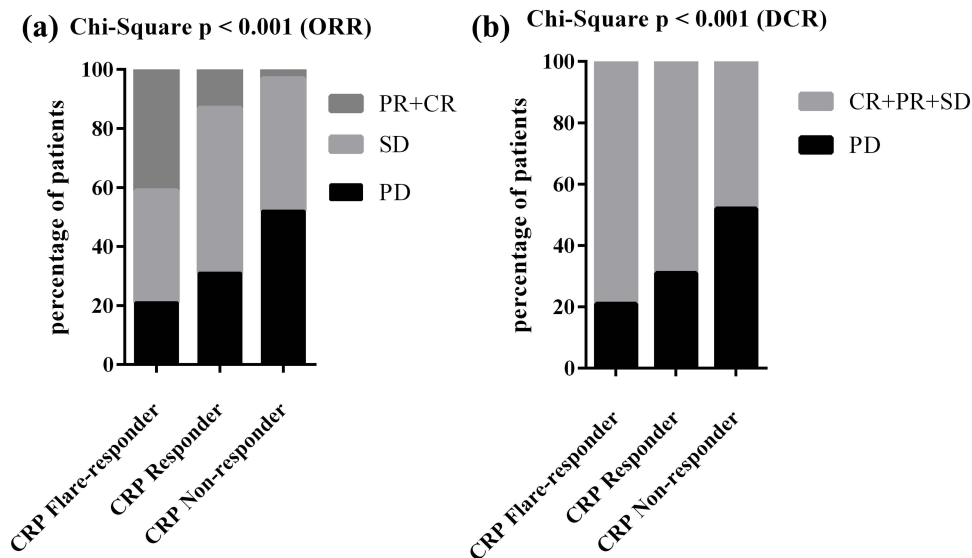 (a) Chi-Square p < 0.001 (ORR)
percentage of patients
100
80
60
40
20
0
CRP Flare-responder
CRP Responder
CRP Non-responder
PR+CR
SD
PD
(b) Chi-Square p < 0.001 (DCR)
percentage of patients
100
80
60
40
20
0
CRP Flare-responder
CRP Responder
CRP Non-responder
CR+PR+SD
PD